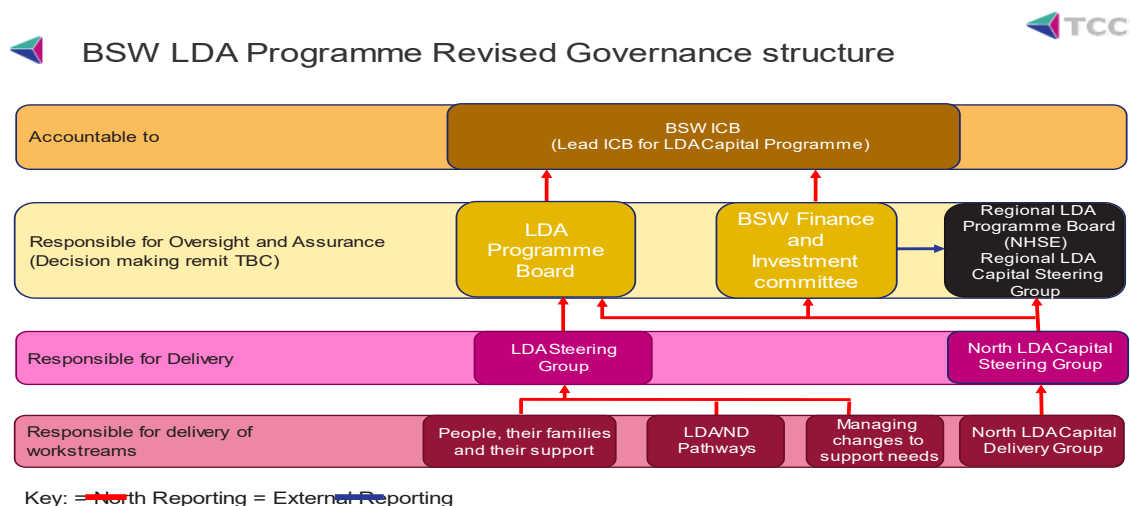 TCC
BSW LDA Programme Revised Governance structure
Accountable to
BSW ICB
(Lead ICB for LDA Capital Programme)
Responsible for Oversight and Assurance
(Decision making remit TBC)
LDA
Programme
Board
BSW Finance
and
Investment
committee
Regional LDA
Programme Board
(NHSE)
Regional LDA
Capital Steering
Group
Responsible for Delivery
LDA Steering
Group
North LDA Capital
Steering Group
Responsible for delivery of
workstreams
People, their families
and their support
LDA/ND
Pathways
Managing
changes to
support needs
North LDA Capital
Delivery Group
Key: = North Reporting = External Reporting